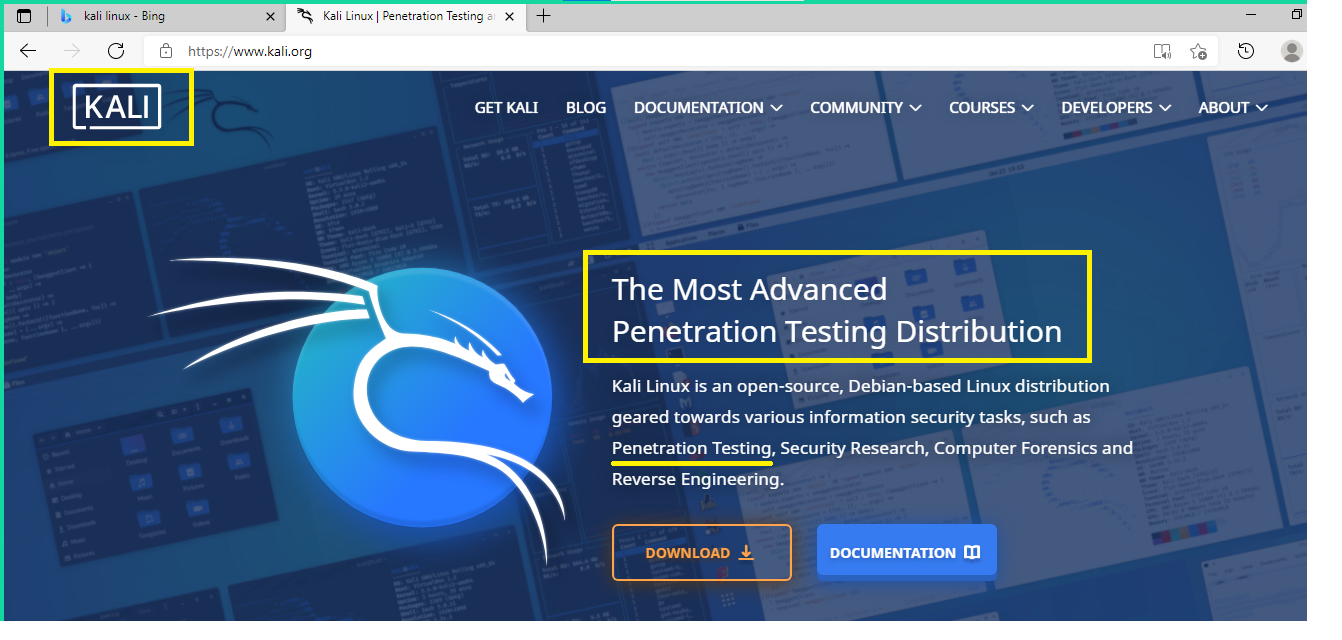 kali linux - Bing
Kali Linux | Penetration Testing a
https://www.kali.org
KALI
GET KALI BLOG DOCUMENTATION COMMUNITY COURSES DEVELOPERS ABOUT
The Most Advanced
Penetration Testing Distribution
Kali Linux is an open-source, Debian-based Linux distribution
geared towards various information security tasks, such as
Penetration Testing, Security Research, Computer Forensics and
Reverse Engineering.
DOWNLOAD DOCUMENTATION